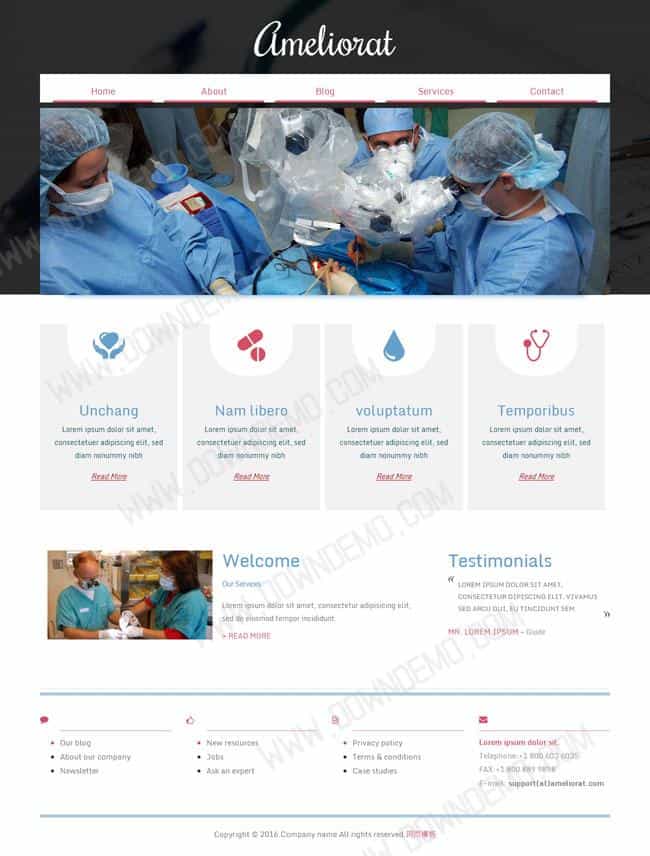 Ameliorat
Home About Blog Services Contact
Unchang
Lorem ipsum dolor sit amet,
consectetuer adipiscing elit, sed
diam nonummy nibh
Read More
Nam libero
Lorem ipsum dolor sit amet,
consectetuer adipiscing elit, sed
diam nonummy nibh
Read More
voluptatum
Lorem ipsum dolor sit amet,
consectetuer adipiscing elit, sed
diam nonummy nibh
Read More
Temporibus
Lorem ipsum dolor sit amet,
consectetuer adipiscing elit, sed
diam nonummy nibh
Read More
Welcome
Our Services
Lorem ipsum dolor sit amet, consectetur adipiscing elit,
sed do eiusmod tempor incididunt
> READ MORE
Testimonials
“ LOREM IPSUM DOLOR SIT AMET,
CONSECTETUR DIPISCING ELIT, VIVAMUS
SED ARCU QUI, EU TINCIDUNT SEM
”
MR. LOREM IPSUM – Guide
Our blog
About our company
Newsletter
New resources
Jobs
Ask an expert
Privacy policy
Terms & conditions
Case studies
Lorem ipsum dolor sit.
Telephone: +1 800 603 6035
FAX: +1 800 889 9898
E-mail: support(at)ameliorat.com
Copyright © 2016.Company name All rights reserved.网页模板
WWW.DOWNDEMO.COM
WWW.DOWNDEMO.COM
WWW.DOWNDEMO.COM